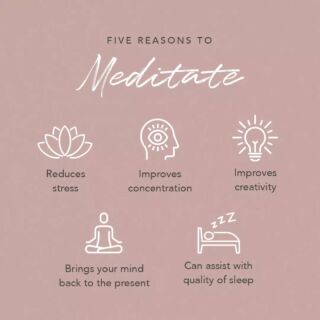 FIVE REASONS TO
Meditate
Reduces
stress
Improves
concentration
Improves
creativity
Brings your mind
back to the present
Can assist with
quality of sleep